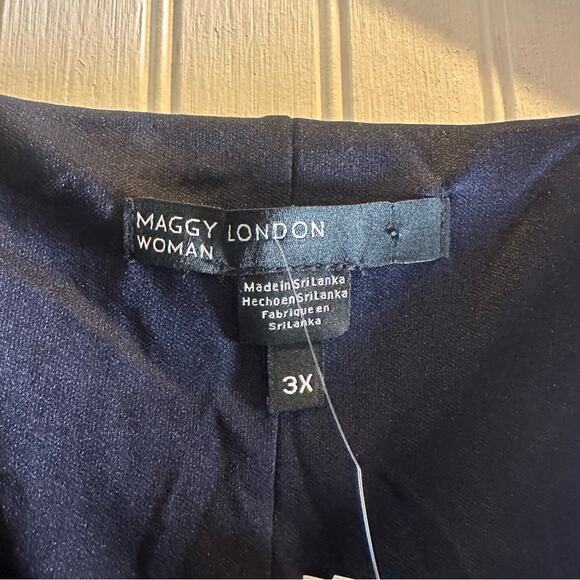 MAGGY LONDON
WOMAN
MadeinSriLanka
HechoenSriLanka
Fabriqueen
SriLanka
3X